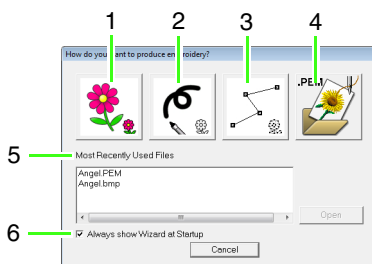 1 2 3 4
How do you want to produce embroidery?
.PEM
5 Most Recently Used Files
Angel.PEM
Angel.bmp
Open
6 Always show Wizard at Startup
Cancel